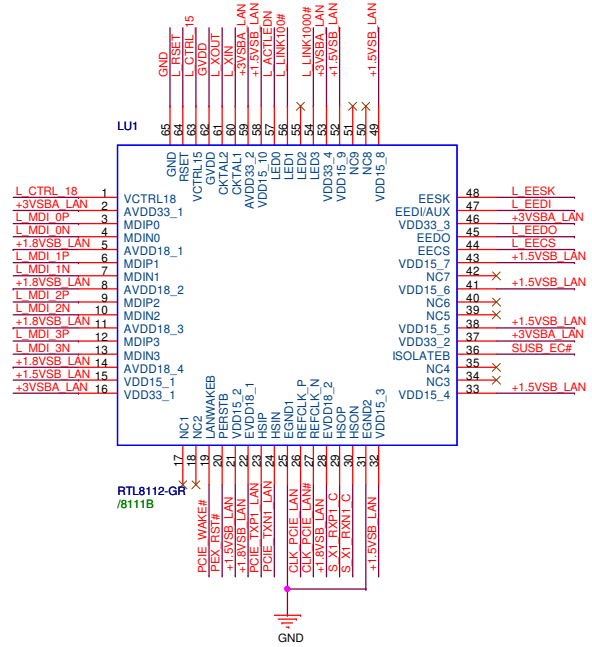 GND
L_RSET
L_CTRL_15
GVDD
L_XOUT
L_XIN
+3VSBA_LAN
+1.5VSB_LAN
L_ACTLEDN
L_LINK100#
L_LINK1000#
+3VSBA_LAN
+1.5VSB_LAN
+1.5VSB_LAN
LU1
65
64
63
62
61
60
59
58
57
56
55
54
53
52
51
50
49
GND
RSET
VCTRL15
GVDD
CKTAL2
CKTAL1
AVDD33_2
VDD15_10
LED0
LED1
LED2
LED3
VDD33_4
VDD15_9
NC9
NC8
VDD15_8
L_CTRL_18 1 VCTRL18
+3VSBA_LAN 2 AVDD33_1
L_MDI_0P 3 MDIP0
L_MDI_0N 4 MDIN0
+1.8VSB_LAN 5 AVDD18_1
L_MDI_1P 6 MDIP1
L_MDI_1N 7 MDIN1
+1.8VSB_LAN 8 AVDD18_2
L_MDI_2P 9 MDIP2
L_MDI_2N 10 MDIN2
+1.8VSB_LAN 11 AVDD18_3
L_MDI_3P 12 MDIP3
L_MDI_3N 13 MDIN3
+1.8VSB_LAN 14 AVDD18_4
+1.5VSB_LAN 15 VDD15_1
+3VSBA_LAN 16 VDD33_1
EESK 48 L_EESK
EEDI/AUX 47 L_EEDI
VDD33_3 46 +3VSBA_LAN
EEDO 45 L_EEDO
EECS 44 L_EECS
VDD15_7 43 +1.5VSB_LAN
NC7 42
VDD15_6 41 +1.5VSB_LAN
NC6 40
NC5 39
VDD15_5 38 +1.5VSB_LAN
VDD33_2 37 +3VSBA_LAN
ISOLATEB 36 SUSB_EC#
NC4 35
NC3 34
VDD15_4 33 +1.5VSB_LAN
NC1
NC2
LANWAKEB
PERSTB
VDD15_2
EVDD18_1
HSIP
HSIN
EGND1
REFCLK_P
REFCLK_N
EVDD18_2
HSOP
HSON
EGND2
VDD15_3
17
18
19
20
21
22
23
24
25
26
27
28
29
30
31
32
RTL8112-GR
/8111B
PCIE_WAKE#
PEX_RST#
+1.5VSB_LAN
+1.8VSB_LAN
PCIE_TXP1_LAN
PCIE_TXN1_LAN
CLK_PCIE_LAN
CLK_PCIE_LAN#
+1.8VSB_LAN
S_X1_RXP1_C
S_X1_RXN1_C
+1.5VSB_LAN
GND